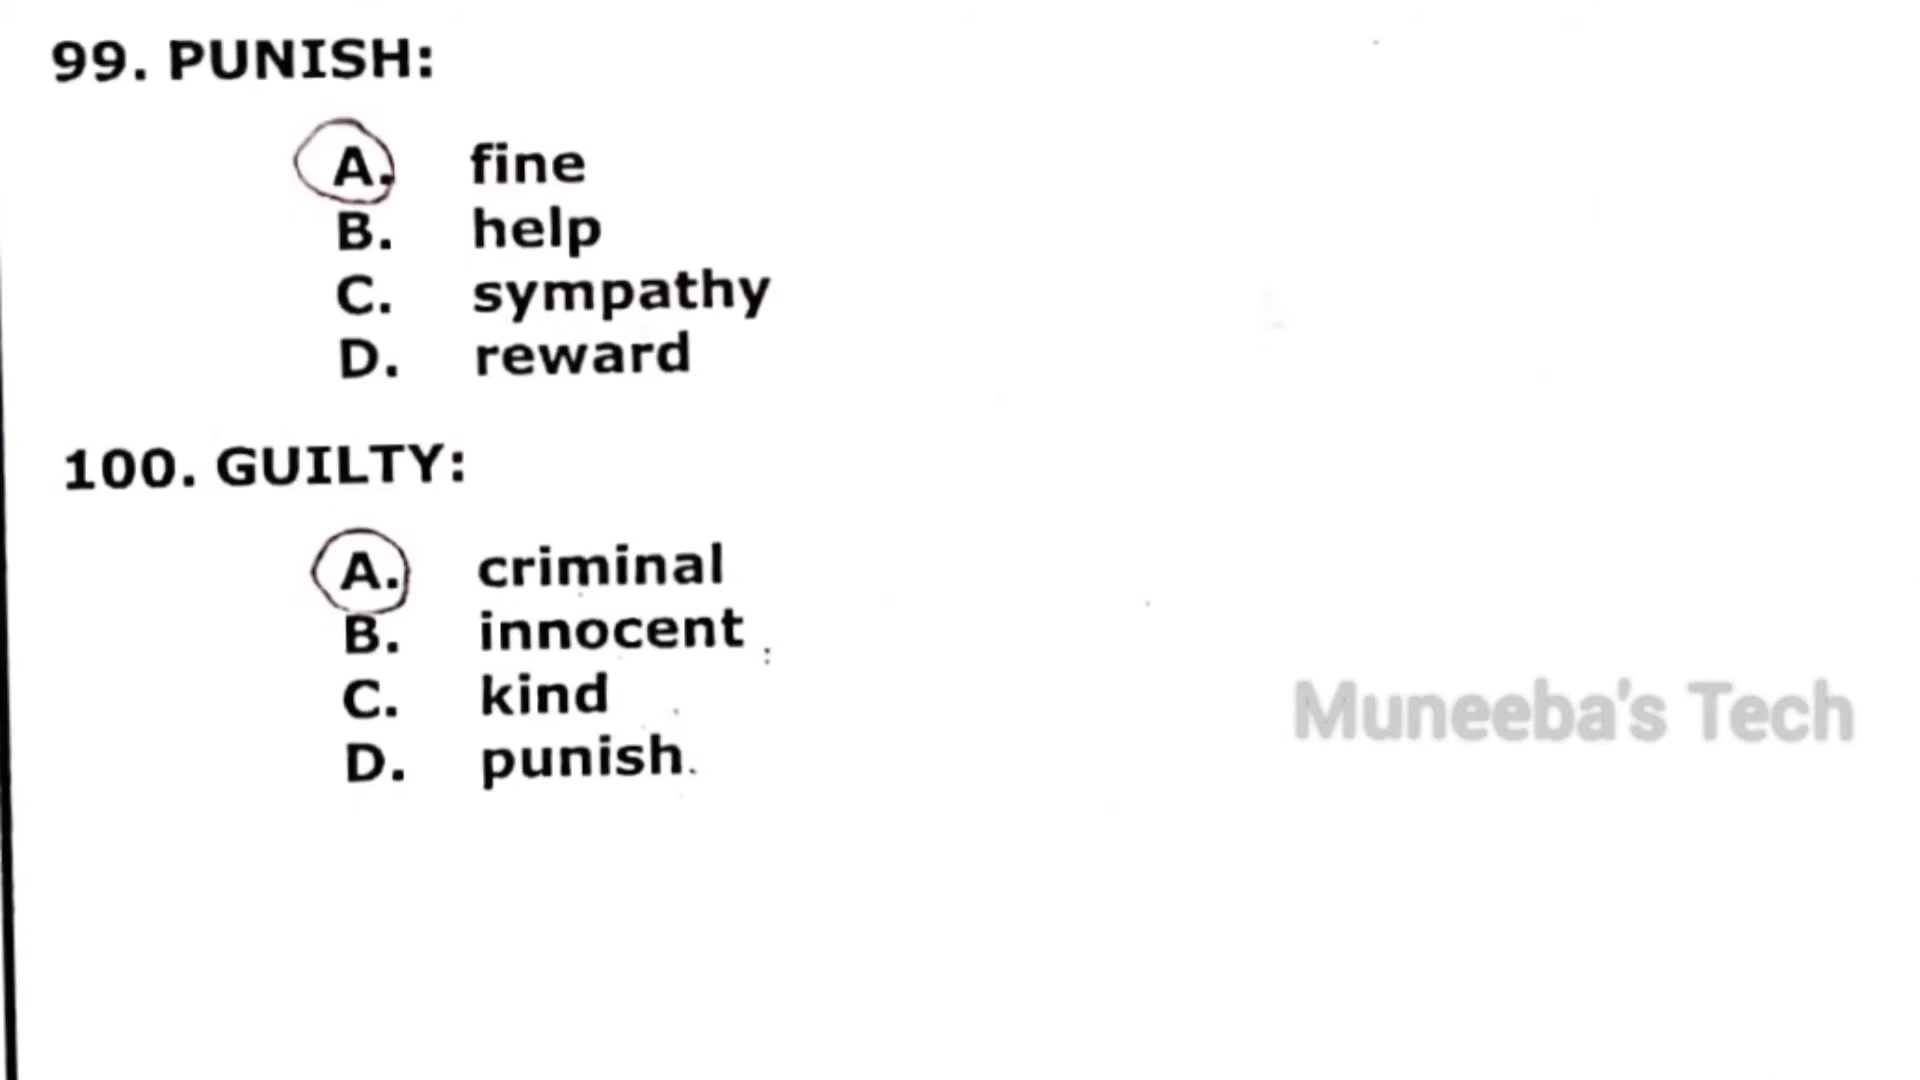 99. PUNISH:
A. fine
B. help
C. sympathy
D. reward
100. GUILTY:
A. criminal
B. innocent
C. kind
D. punish.
Muneeba's Tech